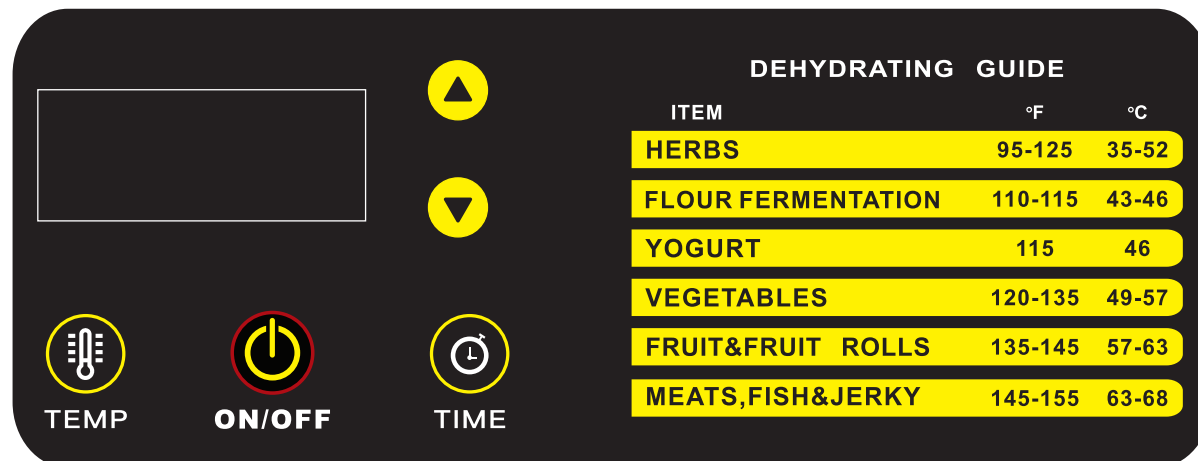 DEHYDRATING GUIDE
ITEM °F °C
HERBS 95-125 35-52
FLOUR FERMENTATION 110-115 43-46
YOGURT 115 46
VEGETABLES 120-135 49-57
FRUIT&FRUIT ROLLS 135-145 57-63
MEATS,FISH&JERKY 145-155 63-68
TEMP ON/OFF TIME